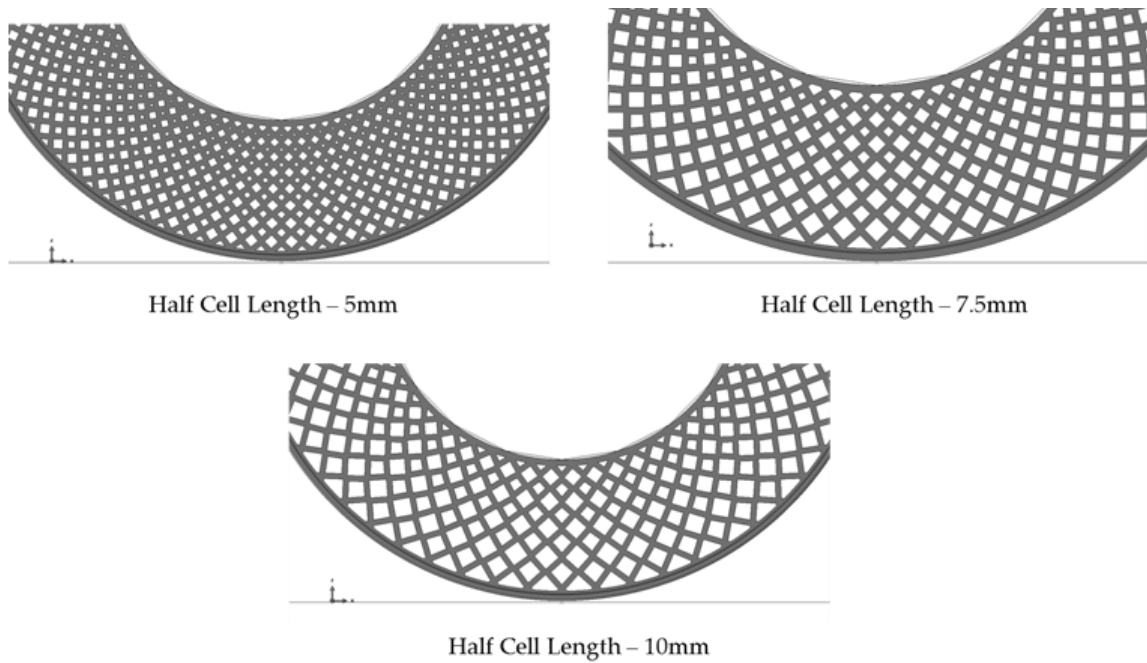 Half Cell Length – 5mm
Half Cell Length – 7.5mm
Half Cell Length – 10mm